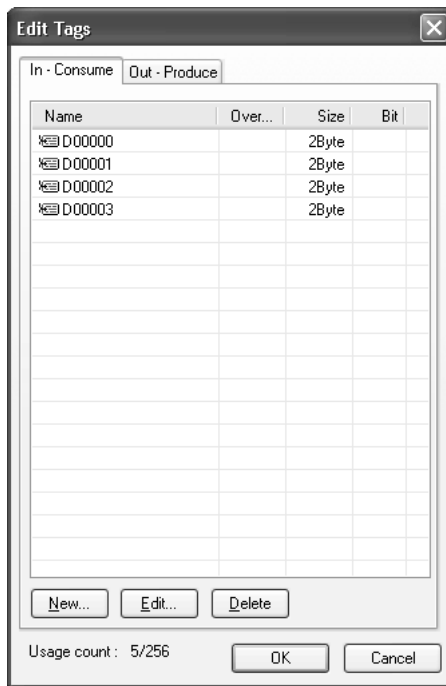 Edit Tags
In - Consume Out - Produce
Name Over... Size Bit
D00000 2Byte
D00001 2Byte
D00002 2Byte
D00003 2Byte
New... Edit... Delete
Usage count : 5/256 OK Cancel